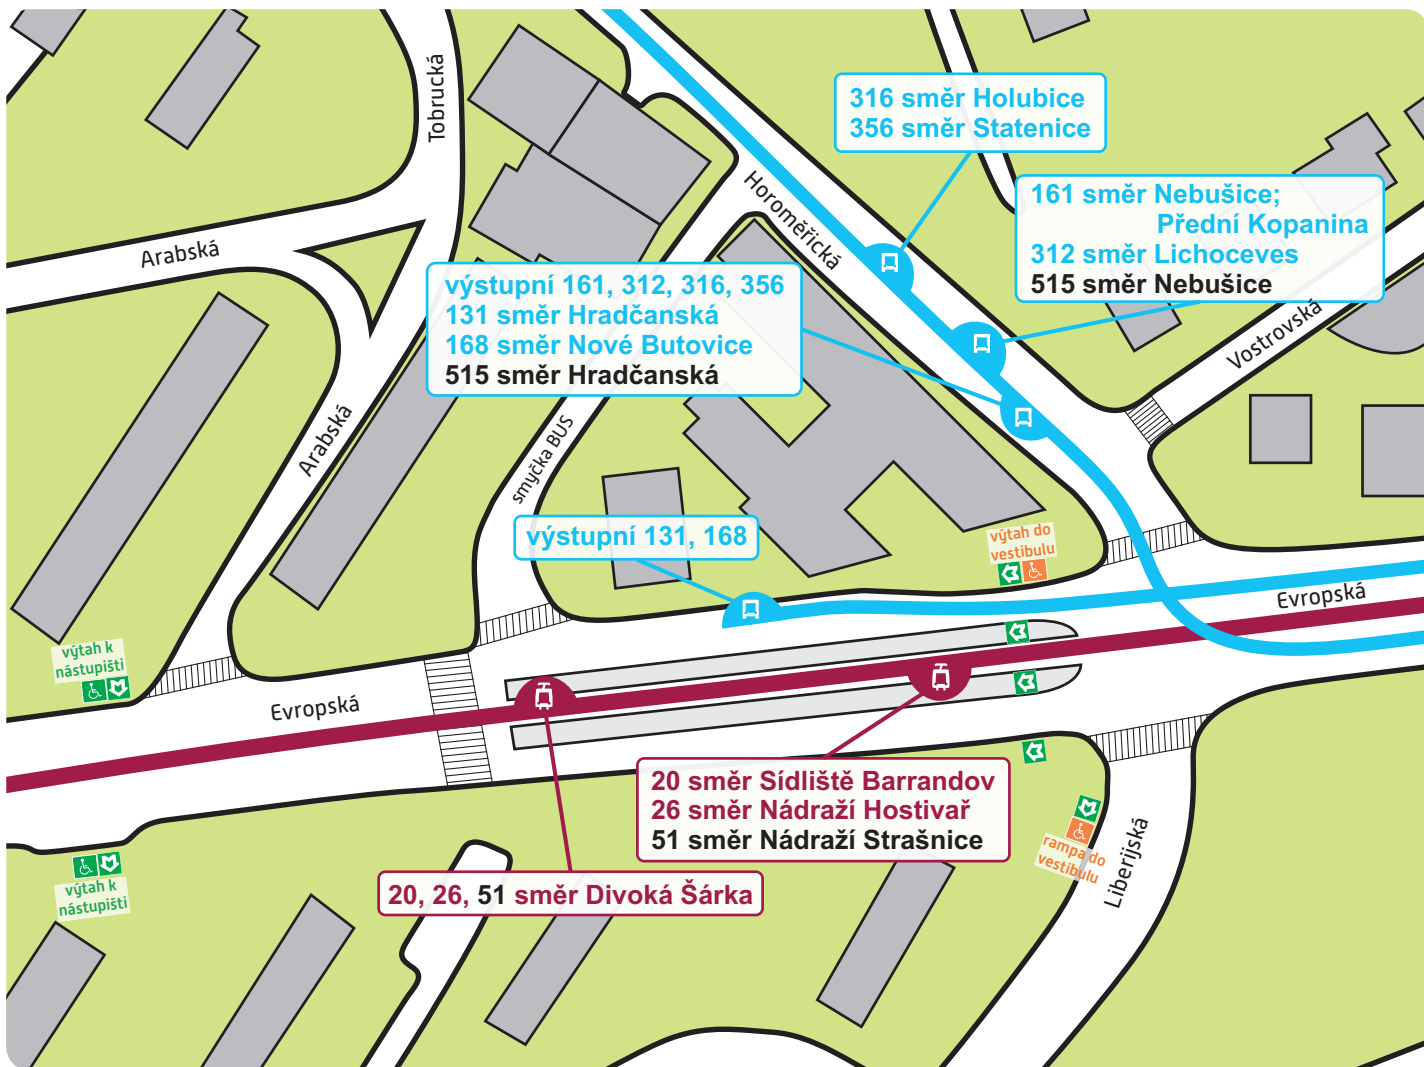 Tobrucká
316 směr Holubice
356 směr Statenice
Horoměřická
161 směr Nebušice;
Přední Kopanina
312 směr Lichoceves
515 směr Nebušice
Arabská
výstupní 161, 312, 316, 356
131 směr Hradčanská
168 směr Nové Butovice
515 směr Hradčanská
Vostrovská
Arabská
smyčka BUS
výstupní 131, 168
výtah do
vestibulu
Evropská
výtah k
nástupišti
Evropská
20 směr Sídliště Barrandov
26 směr Nádraží Hostivař
51 směr Nádraží Strašnice
rampa do
vestibulu
Liberijská
výtah k
nástupišti
20, 26, 51 směr Divoká Šárka